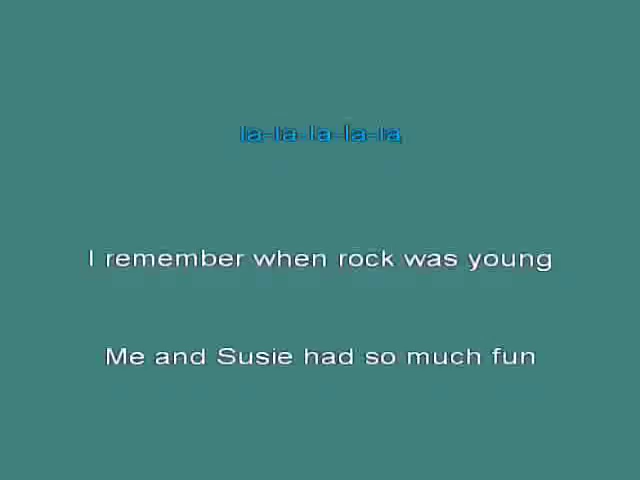 la-la-la-la-la
I remember when rock was young
Me and Susie had so much fun